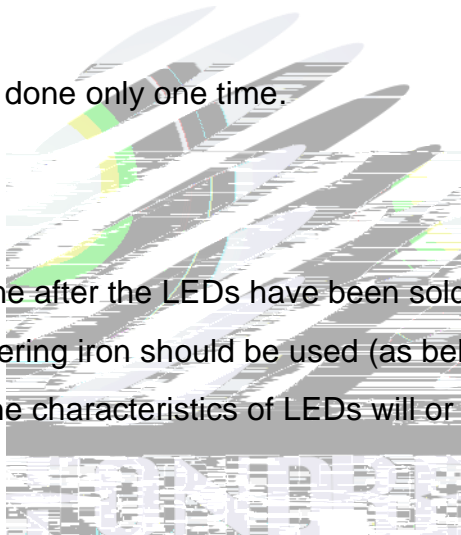 done only one time.
ne after the LEDs have been sold
ering iron should be used (as bel
ne characteristics of LEDs will or